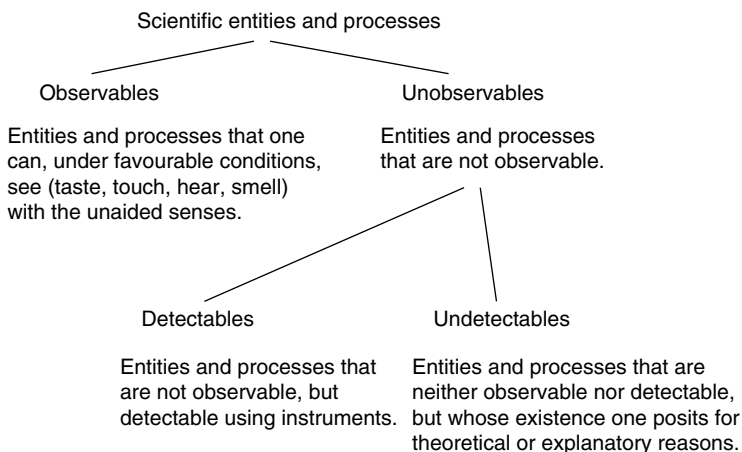 Scientific entities and processes
Observables
Entities and processes that one
can, under favourable conditions,
see (taste, touch, hear, smell)
with the unaided senses.
Unobservables
Entities and processes
that are not observable.
Detectables
Entities and processes that
are not observable, but
detectable using instruments.
Undetectables
Entities and processes that are
neither observable nor detectable,
but whose existence one posits for
theoretical or explanatory reasons.